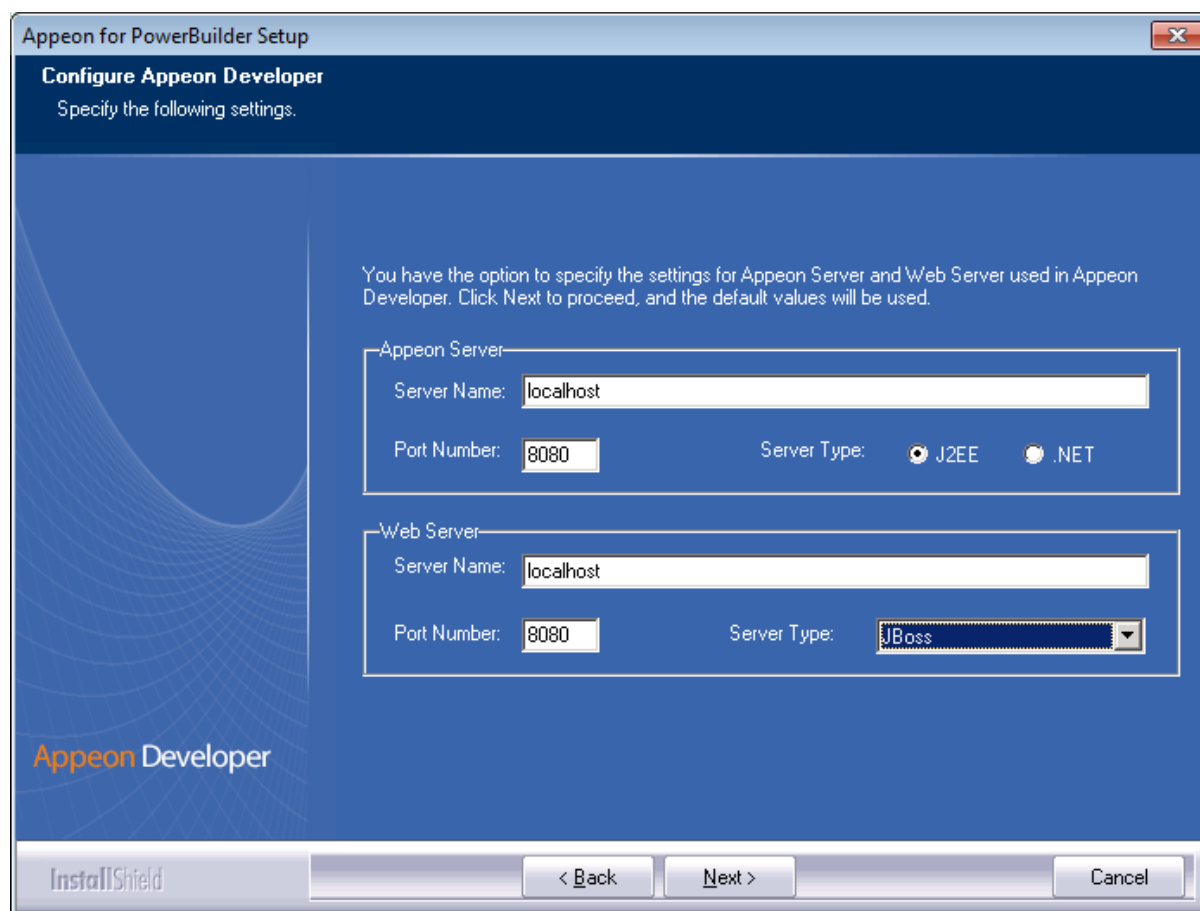 Appeon for PowerBuilder Setup
Configure Appeon Developer
Specify the following settings.
You have the option to specify the settings for Appeon Server and Web Server used in Appeon
Developer. Click Next to proceed, and the default values will be used.
Appeon Server
Server Name: localhost
Port Number: 8080 Server Type: J2EE .NET
Web Server
Server Name: localhost
Port Number: 8080 Server Type: JBoss
Appeon Developer
InstallShield
< Back Next > Cancel